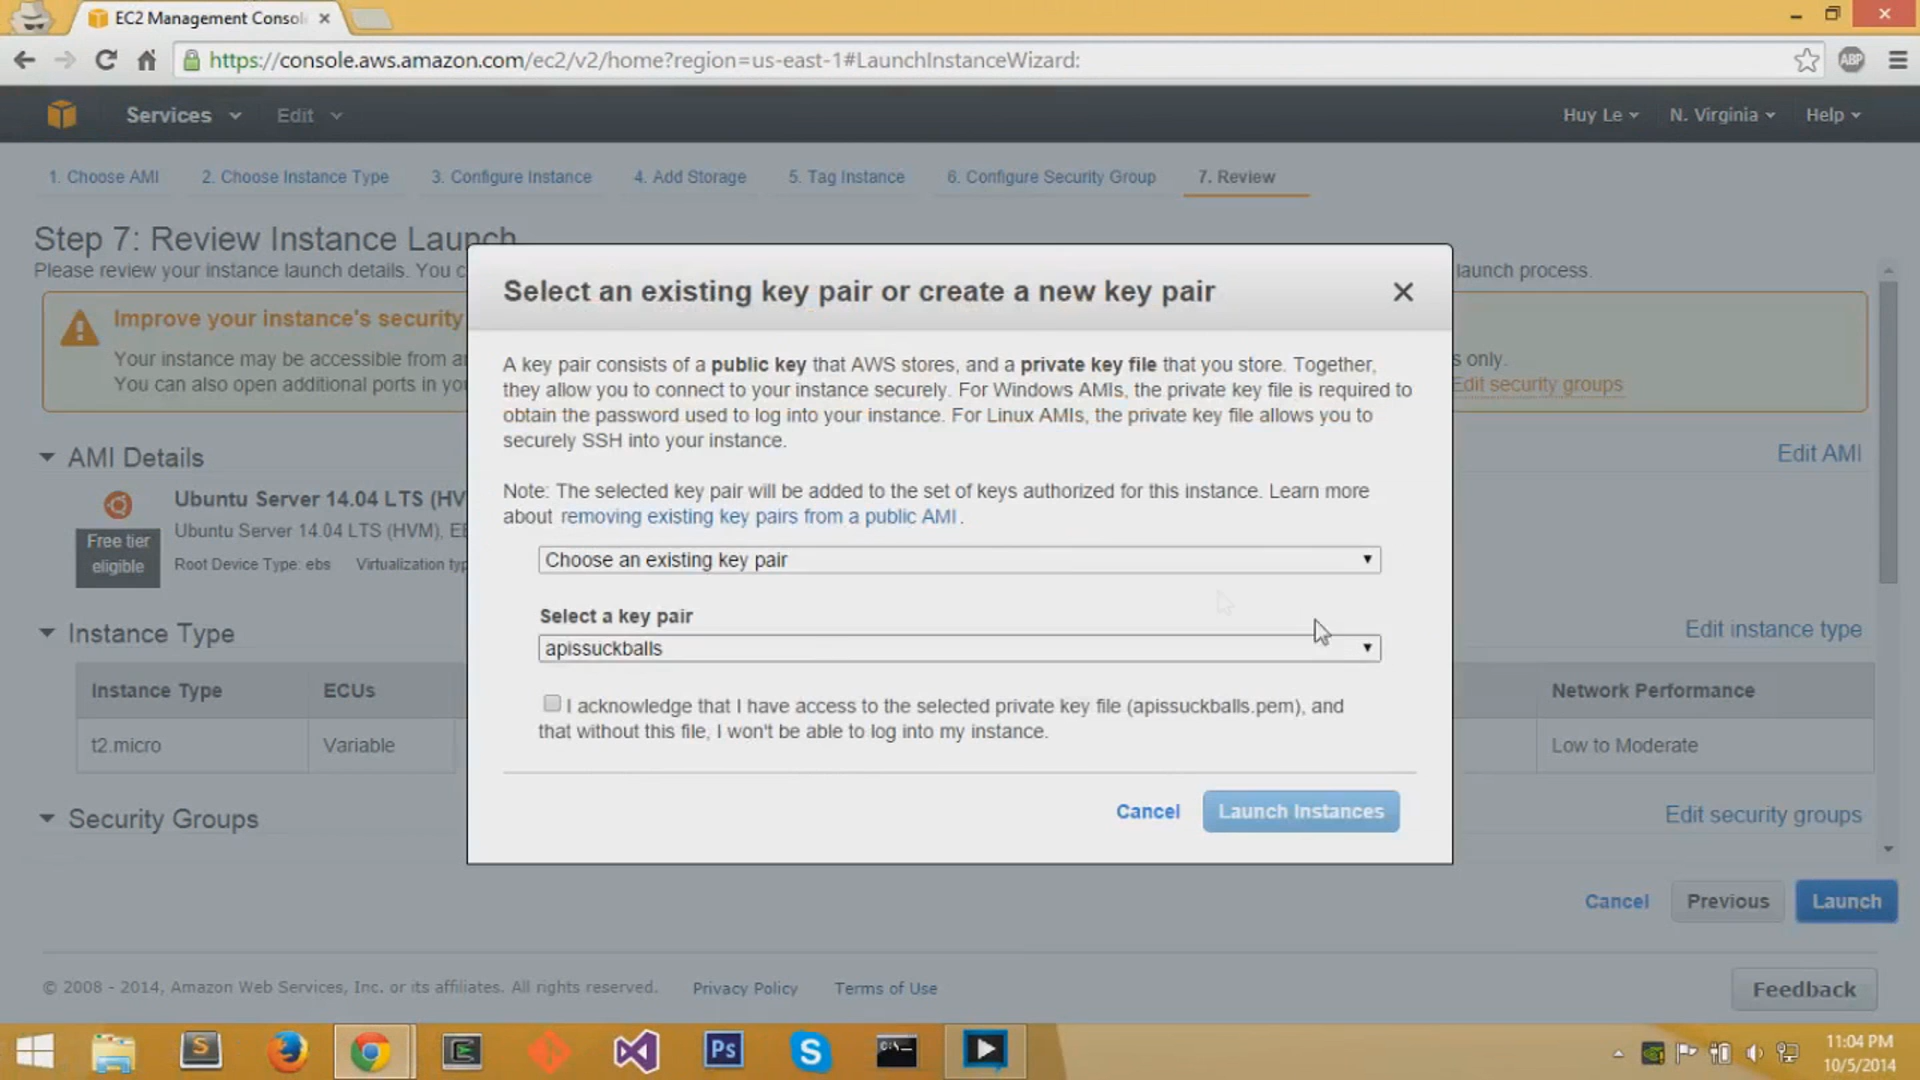 EC2 Management Consol
https://console.aws.amazon.com/ec2/v2/home?region=us-east-1#LaunchInstanceWizard:
ABP
Services Edit Huy Le N. Virginia Help
1. Choose AMI 2. Choose Instance Type 3. Configure Instance 4. Add Storage 5. Tag Instance 6. Configure Security Group 7. Review
Step 7: Review Instance Launch
Please review your instance launch details. You c launch process.
Improve your instance's security
Your instance may be accessible from a s only.
You can also open additional ports in you Edit security groups
AMI Details Edit AMI
Ubuntu Server 14.04 LTS (HV
Ubuntu Server 14.04 LTS (HVM), E
Free tier
eligible
Root Device Type: ebs Virtualization typ
Instance Type Edit instance type
Instance Type ECUs Network Performance
t2.micro Variable Low to Moderate
Security Groups Edit security groups
Select an existing key pair or create a new key pair
A key pair consists of a public key that AWS stores, and a private key file that you store. Together,
they allow you to connect to your instance securely. For Windows AMIs, the private key file is required to
obtain the password used to log into your instance. For Linux AMIs, the private key file allows you to
securely SSH into your instance.
Note: The selected key pair will be added to the set of keys authorized for this instance. Learn more
about removing existing key pairs from a public AMI.
Choose an existing key pair
Select a key pair
apissuckballs
I acknowledge that I have access to the selected private key file (apissuckballs.pem), and
that without this file, I won't be able to log into my instance.
Cancel Launch Instances
Cancel Previous Launch
© 2008 - 2014, Amazon Web Services, Inc. or its affiliates. All rights reserved. Privacy Policy Terms of Use Feedback
S
E
Ps
S
C:\
11:04 PM
10/5/2014